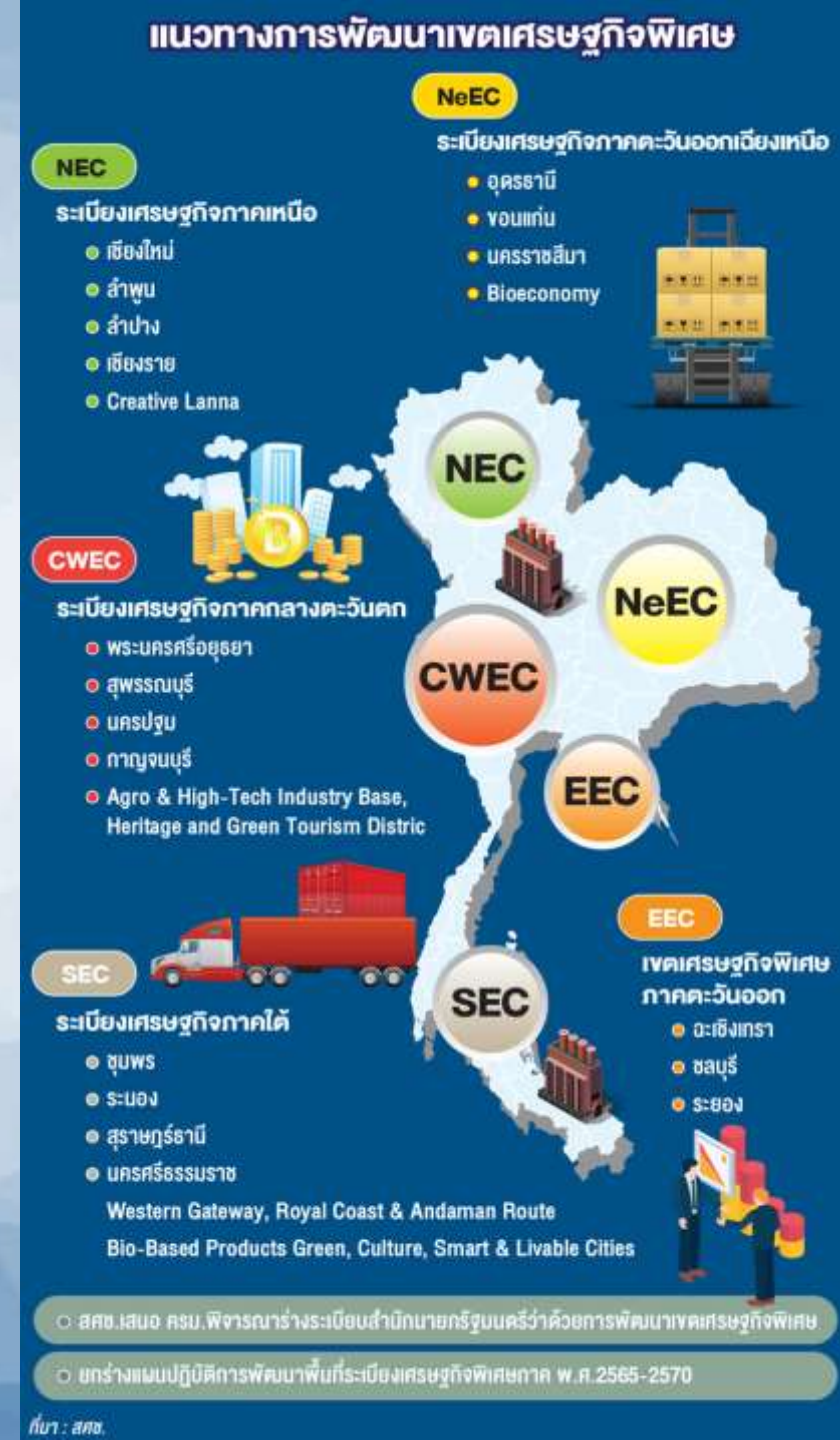 แนวทางการพัฒนาเขตเศรษฐกิจพิเศษ
NeEC
ระเบียงเศรษฐกิจภาคตะวันออกเฉียงเหนือ
อุดรธานี
ขอนแก่น
นครราชสีมา
Bioeconomy
NEC
ระเบียงเศรษฐกิจภาคเหนือ
เชียงใหม่
ลำพูน
ลำปาง
เชียงราย
Creative Lanna
NEC
NeEC
CWEC
EEC
SEC
CWEC
ระเบียงเศรษฐกิจภาคกลางตะวันตก
พระนครศรีอยุธยา
สุพรรณบุรี
นครปฐม
กาญจนบุรี
Agro & High-Tech Industry Base,
Heritage and Green Tourism Distric
EEC
เขตเศรษฐกิจพิเศษ
ภาคตะวันออก
ฉะเชิงเทรา
ชลบุรี
ระยอง
SEC
ระเบียงเศรษฐกิจภาคใต้
ชุมพร
ระนอง
สุราษฎร์ธานี
นครศรีธรรมราช
Western Gateway, Royal Coast & Andaman Route
Bio-Based Products Green, Culture, Smart & Livable Cities
สศช.เสนอ ครม.พิจารณาร่างระเบียบสำนักนายกรัฐมนตรีว่าด้วยการพัฒนาเขตเศรษฐกิจพิเศษ
ยกร่างแผนปฏิบัติการพัฒนาพื้นที่ระเบียงเศรษฐกิจพิเศษภาค พ.ศ.2565-2570
ที่มา : สศช.